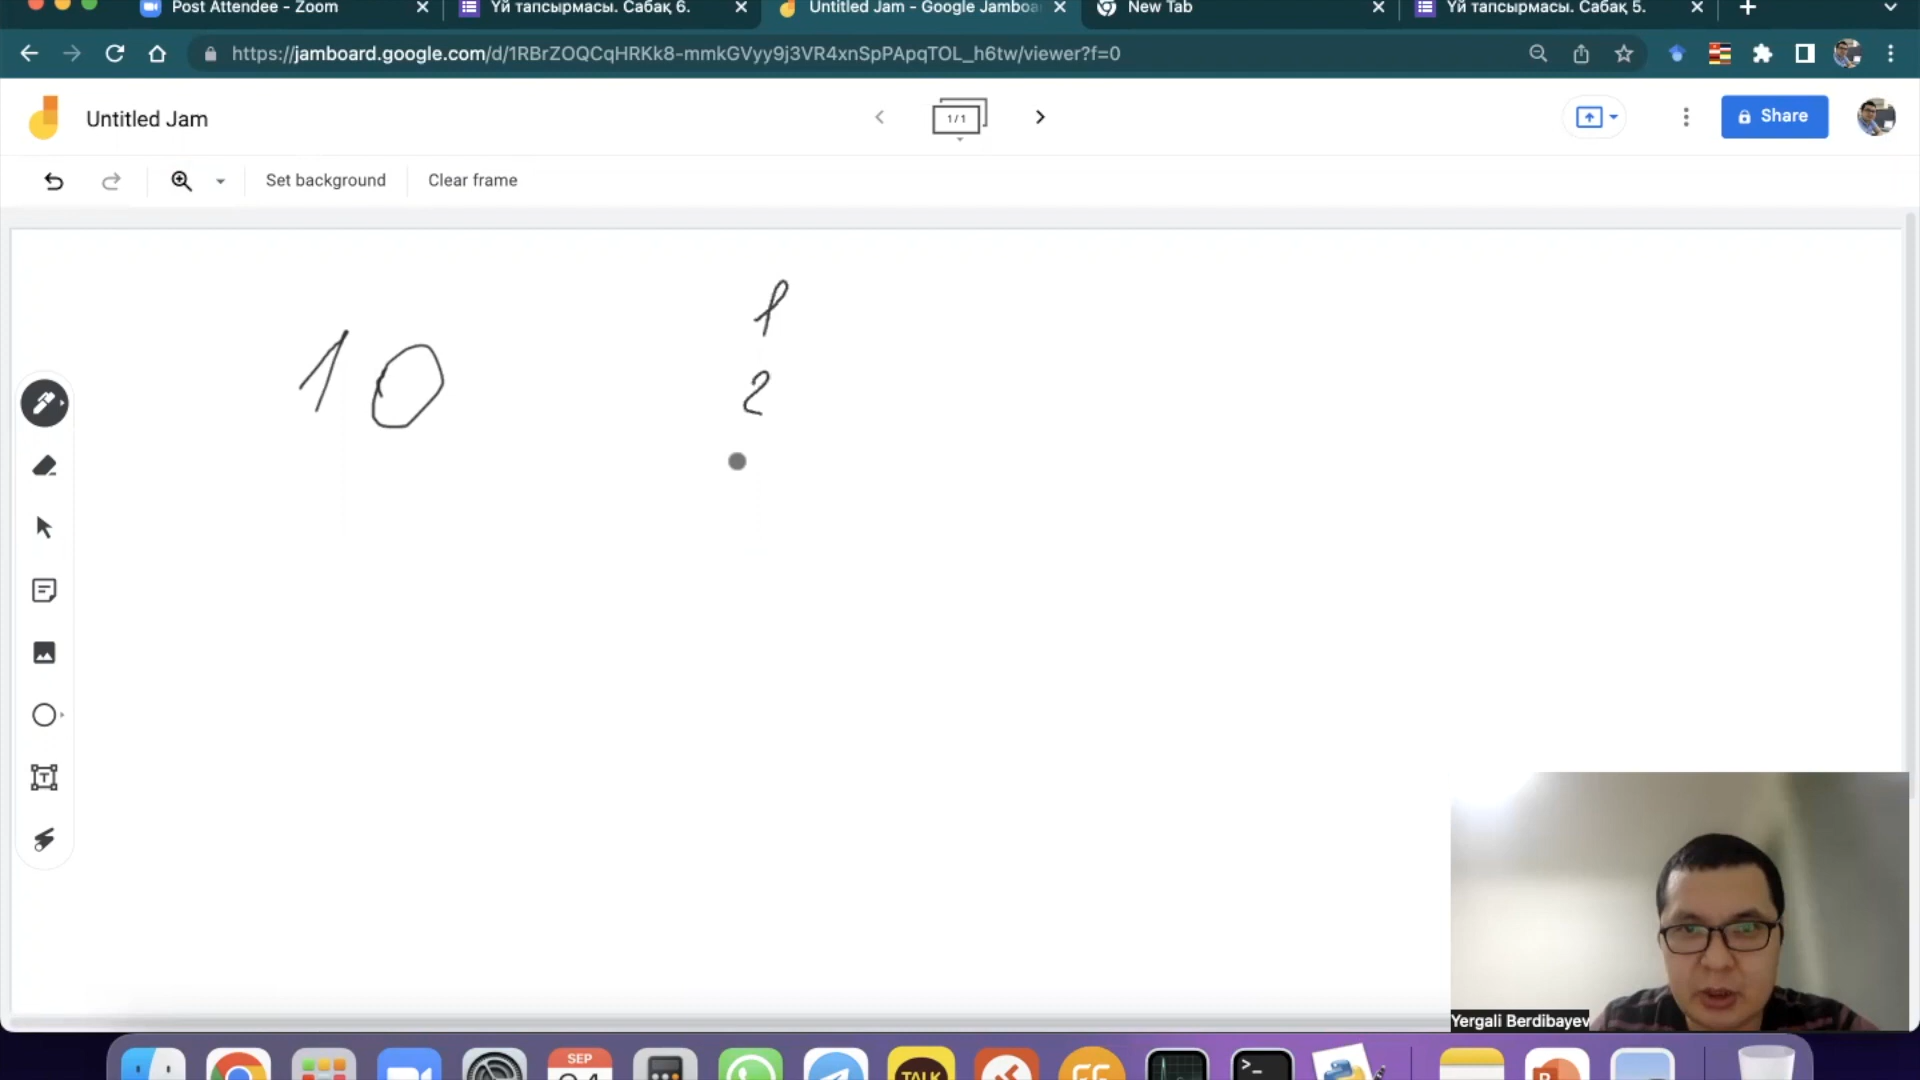 Post Attendee - Zoom
Үй тапсырмасы. Сабақ 6.
Untitled Jam - Google Jamboa
New Tab
Үй тапсырмасы. Сабақ 5.
https://jamboard.google.com/d/1RBrZOQCqHRKk8-mmkGVyy9j3VR4xnSpPApqTOL_h6tw/viewer?f=0
Untitled Jam
1/1
Share
Set background
Clear frame
1
10
2
Yergali Berdibayev
SEP
TALK